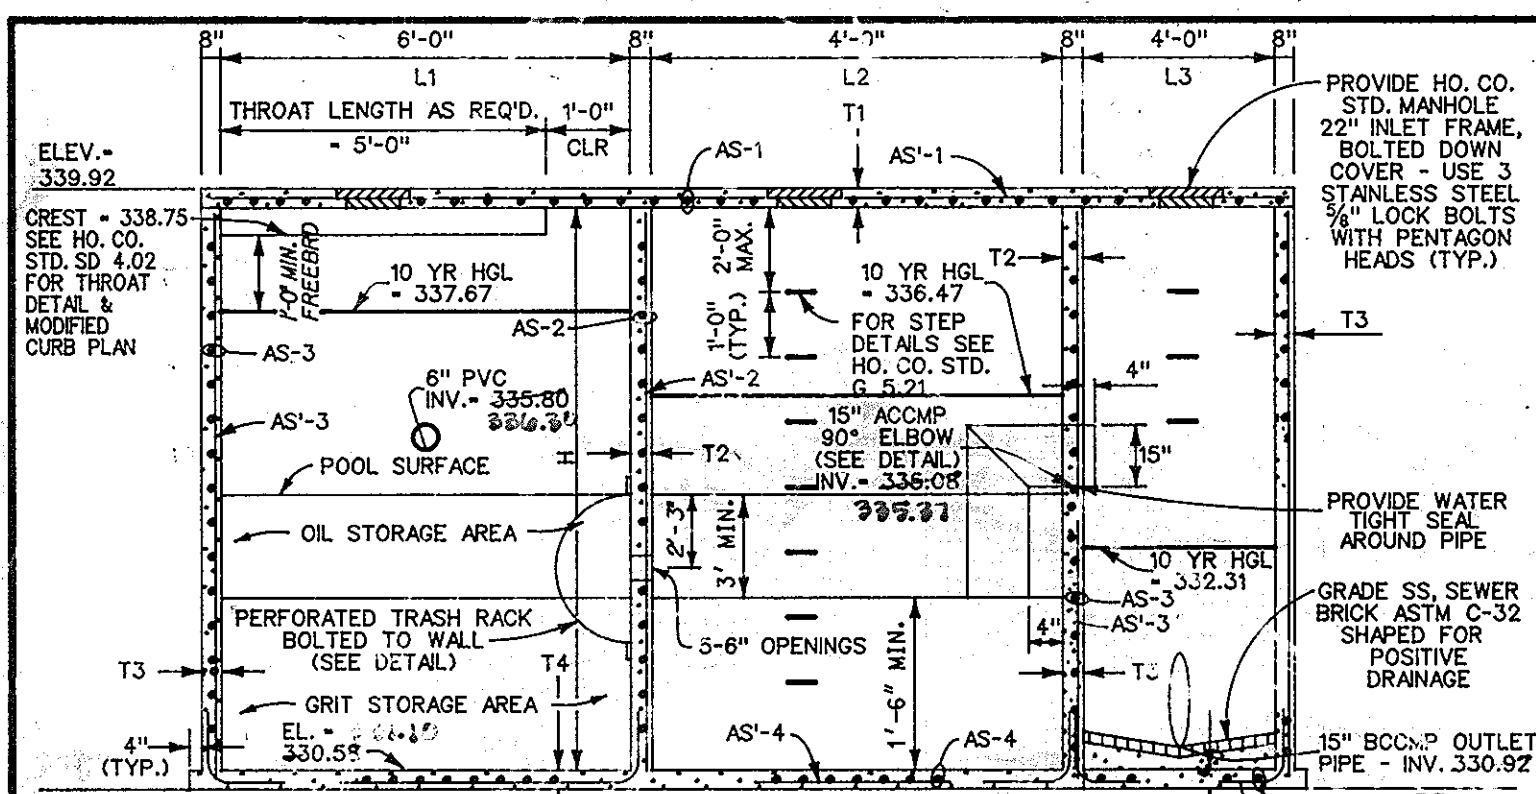 8" 6'-0" 8" 4'-0" 8" 4'-0" 8"
L1 L2 L3
THROAT LENGTH AS REQ'D. 1'-0"
= 5'-0" CLR
T1
ELEV.=
339.92
AS-1
AS'-1
PROVIDE HO. CO.
STD. MANHOLE
22" INLET FRAME,
BOLTED DOWN
COVER - USE 3
STAINLESS STEEL
5/8" LOCK BOLTS
WITH PENTAGON
HEADS (TYP.)
CREST = 338.75
SEE HO. CO.
STD. SD 4.02
FOR THROAT
DETAIL &
MODIFIED
CURB PLAN
1'-0" MIN.
FREEBRD
10 YR HGL
= 337.67
2'-0"
MAX.
1'-0"
(TYP.)
T2
10 YR HGL
= 336.47
FOR STEP
DETAILS SEE
HO. CO. STD.
G 5.21
T3
AS-2
AS-3
AS'-2
AS'-3
6" PVC
INV.= 335.80
4"
15" ACCMP
90° ELBOW
(SEE DETAIL)
INV.= 335.08
335.37
15"
H
T2
POOL SURFACE
OIL STORAGE AREA
2'-3"
3' MIN.
PROVIDE WATER
TIGHT SEAL
AROUND PIPE
10 YR HGL
= 332.31
AS-3
AS'-3
GRADE SS, SEWER
BRICK ASTM C-32
SHAPED FOR
POSITIVE
DRAINAGE
PERFORATED TRASH RACK
BOLTED TO WALL
(SEE DETAIL)
-6" OPENINGS
4"
T3
T4
1'-6" MIN.
T3
GRIT STORAGE AREA
EL. =
330.58
4"
(TYP.)
AS'-4
AS-4
15" BCCMP OUTLET
PIPE - INV. 330.92